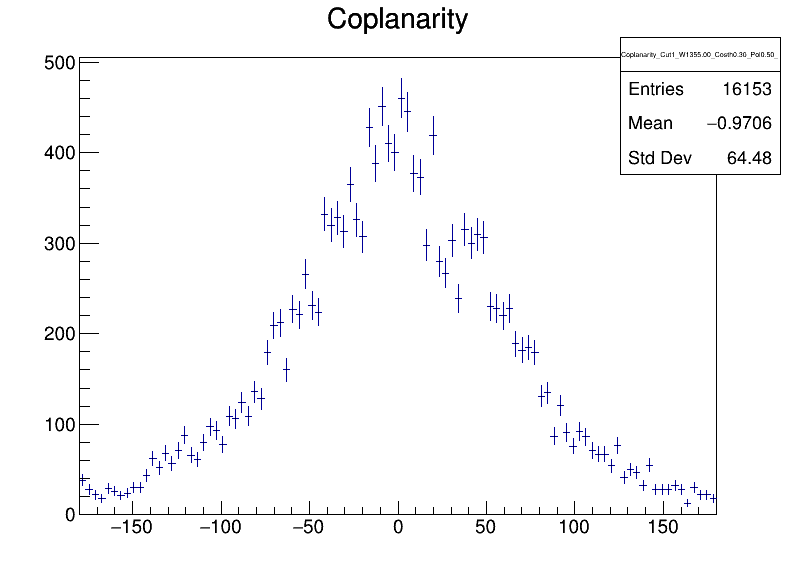 Coplanarity
Coplanarity_Cut1_W1355.00_Costh0.30_Pol0.50_
Entries 16153
Mean −0.9706
Std Dev 64.48
500
400
300
200
100
0
−150 −100 −50 0 50 100 150